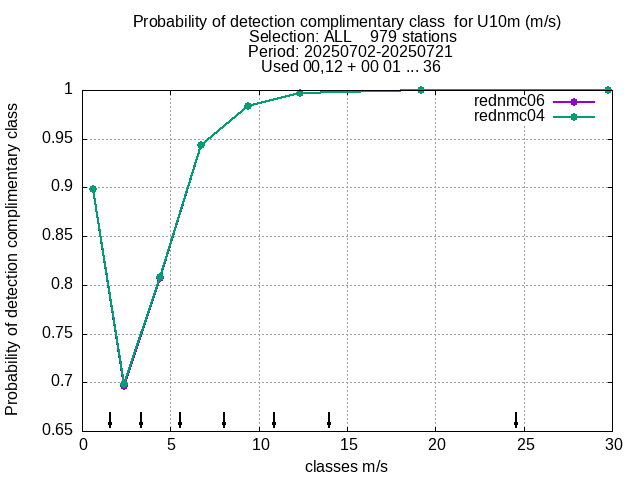 Probability of detection complimentary class  for U10m (m/s)
Selection: ALL    979 stations
Period: 20250702-20250721
Used 00,12 + 00 01 ... 36
rednmc06
rednmc04
Probability of detection complimentary class
1
0.95
0.9
0.85
0.8
0.75
0.7
0.65
0 5 10 15 20 25 30
classes m/s